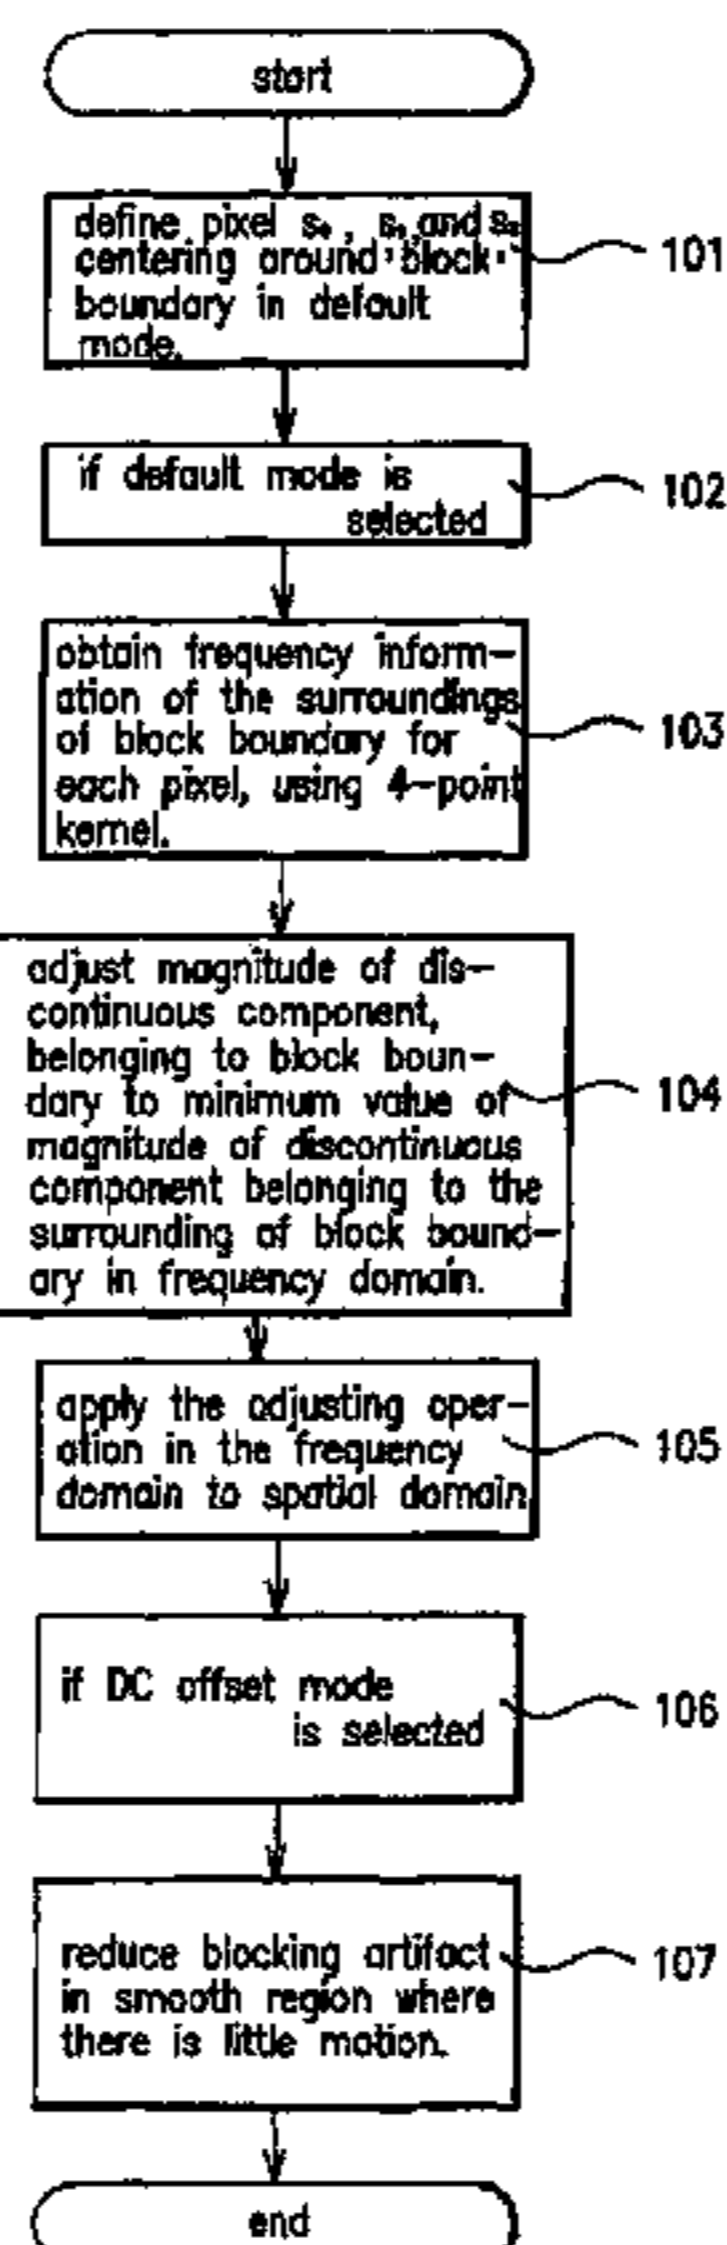 start
define pixel s₀, s₁ and s₂
centering around block
boundary in default
mode.
101
if default mode is
selected
102
obtain frequency inform-
ation of the surroundings
of block boundary for
each pixel, using 4-point
kernel.
103
adjust magnitude of dis-
continuous component,
belonging to block boun-
dary to minimum value of
magnitude of discontinuous
component belonging to the
surrounding of block bound-
ary in frequency domain.
104
apply the adjusting oper-
ation in the frequency
domain to spatial domain
105
if DC offset mode
is selected
106
reduce blocking artifact
in smooth region where
there is little motion.
107
end